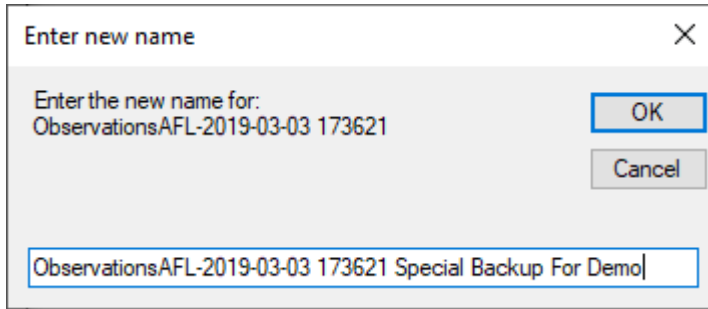 Enter new name
Enter the new name for:
ObservationsAFL-2019-03-03 173621
OK
Cancel
ObservationsAFL-2019-03-03 173621 Special Backup For Demo